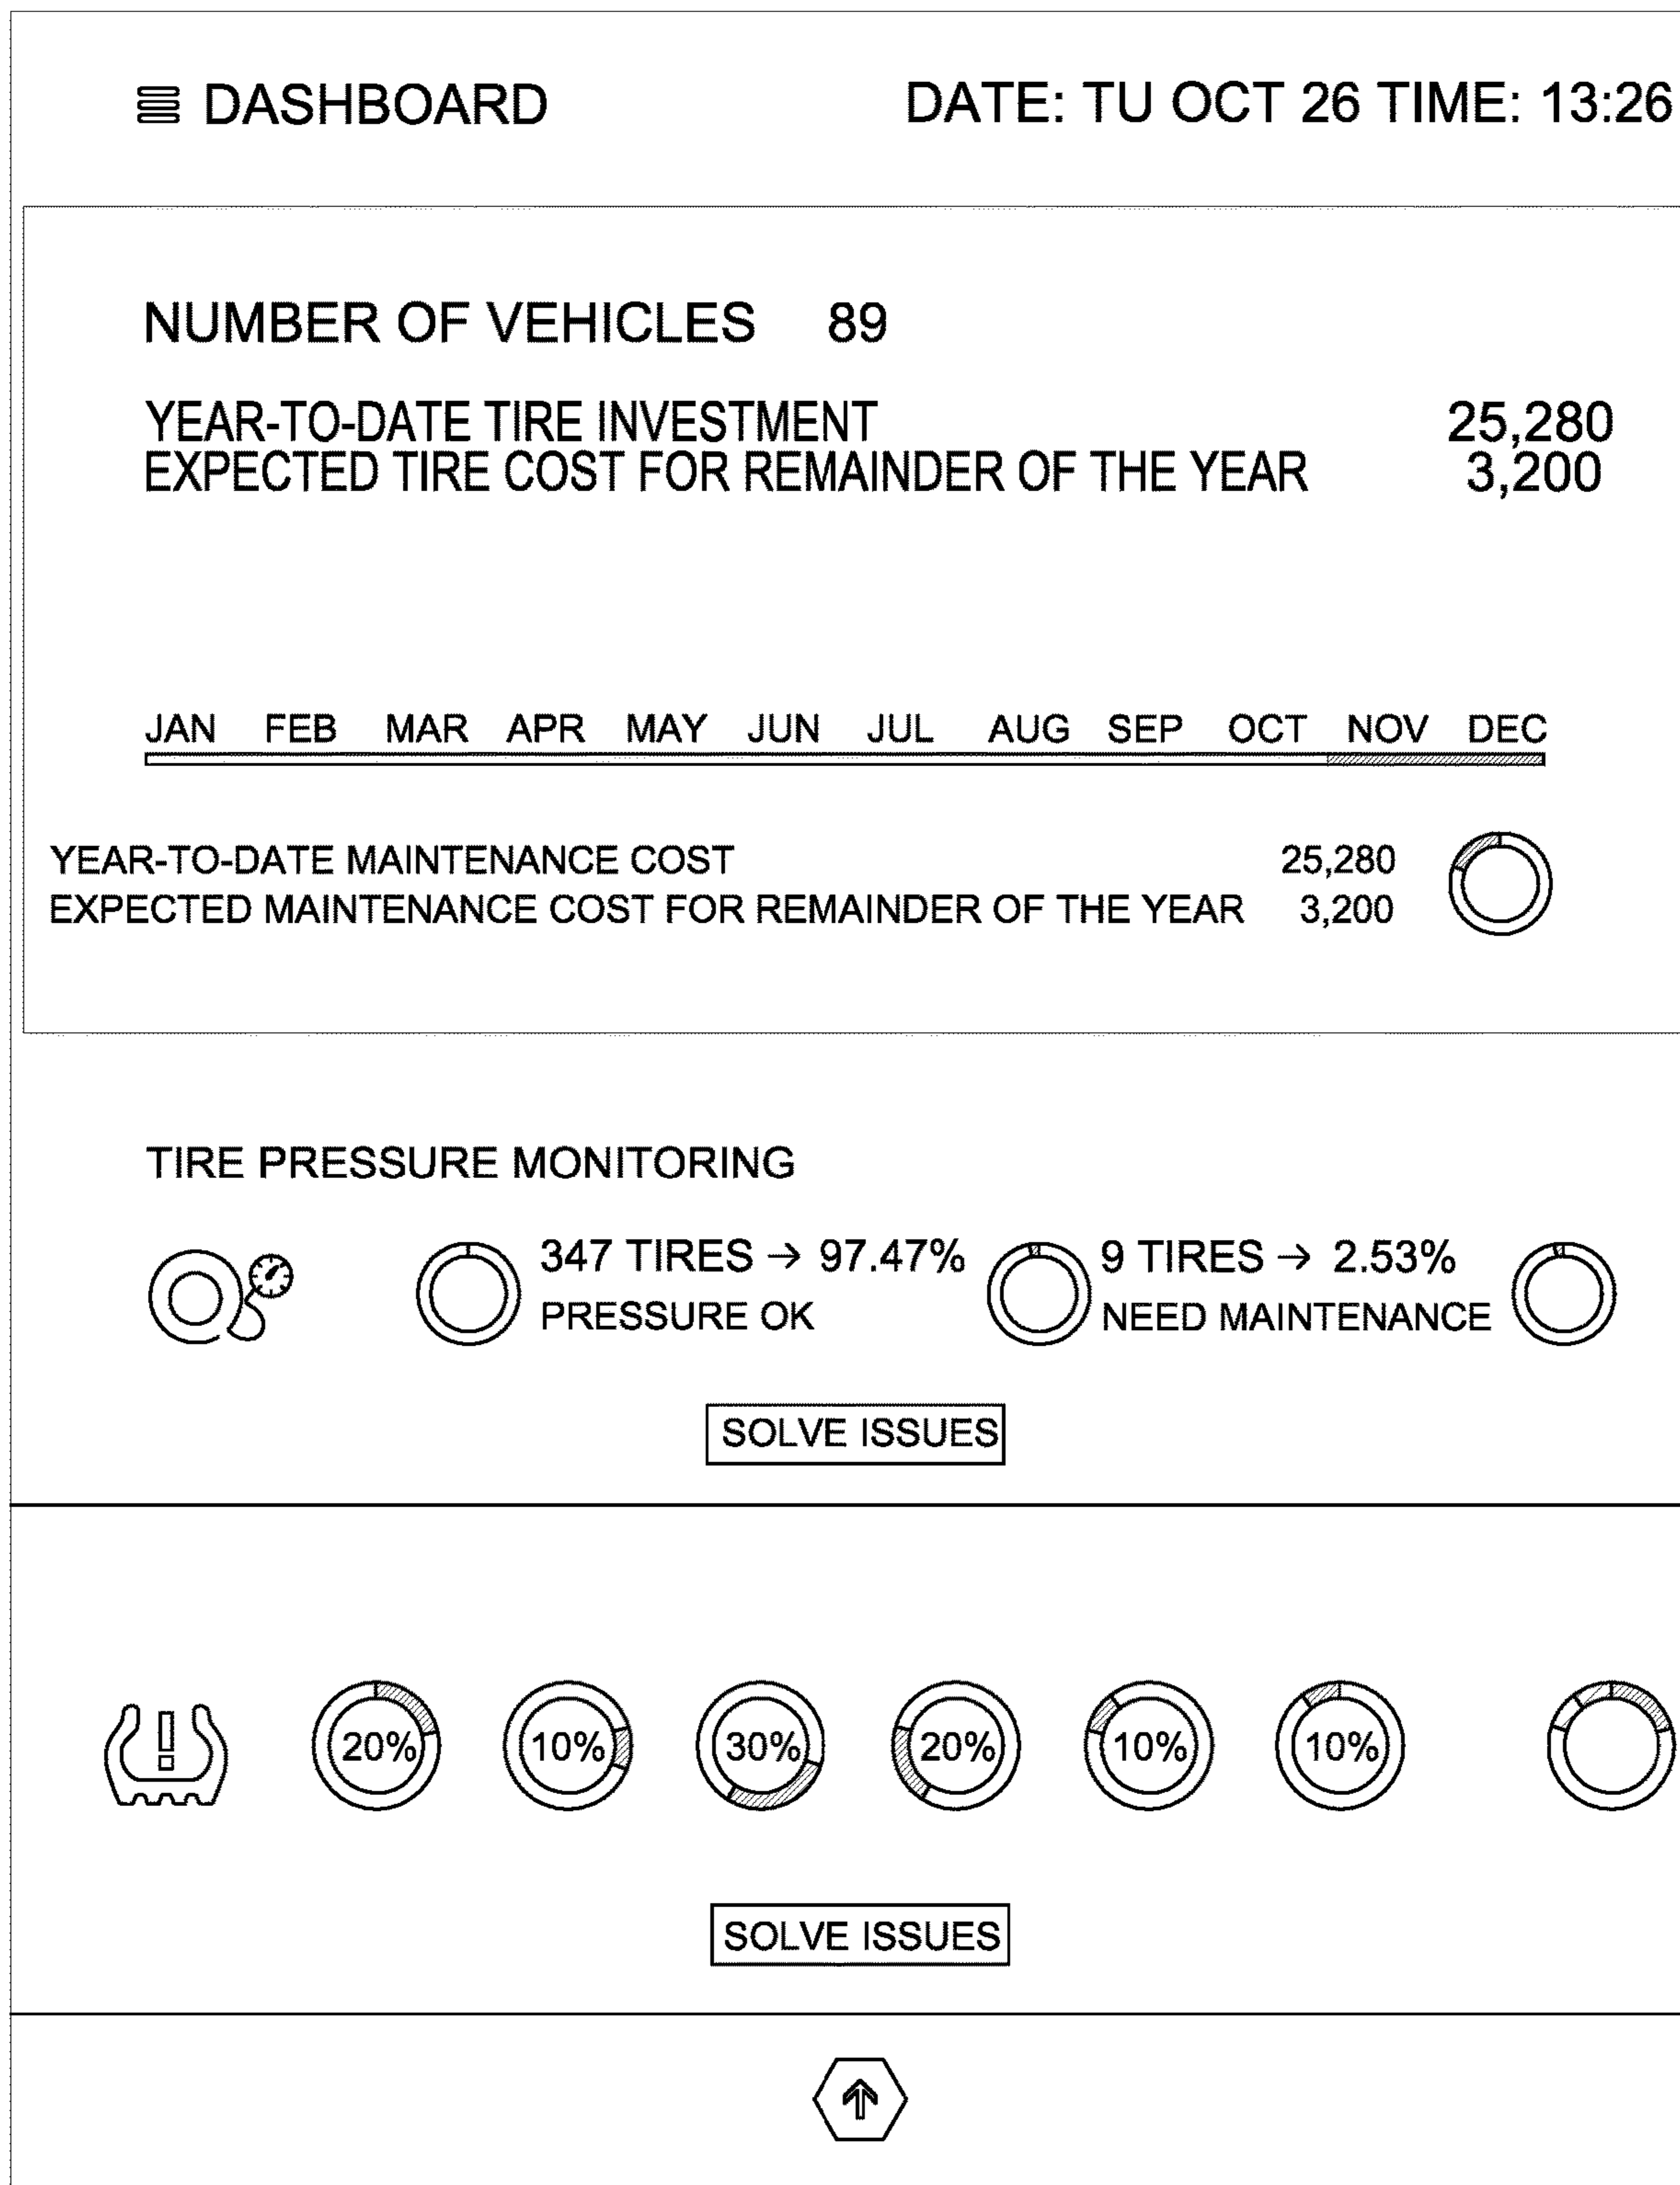 DASHBOARD DATE: TU OCT 26 TIME: 13:26
NUMBER OF VEHICLES 89
YEAR-TO-DATE TIRE INVESTMENT 25,280
EXPECTED TIRE COST FOR REMAINDER OF THE YEAR 3,200
JAN FEB MAR APR MAY JUN JUL AUG SEP OCT NOV DEC
YEAR-TO-DATE MAINTENANCE COST 25,280
EXPECTED MAINTENANCE COST FOR REMAINDER OF THE YEAR 3,200
TIRE PRESSURE MONITORING
347 TIRES → 97.47% 9 TIRES → 2.53%
PRESSURE OK NEED MAINTENANCE
SOLVE ISSUES
20% 10% 30% 20% 10% 10%
SOLVE ISSUES